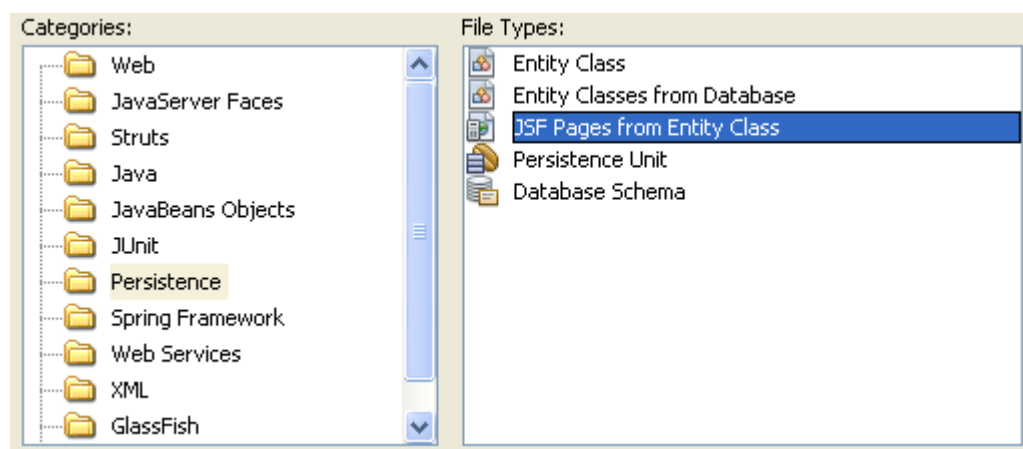 Categories:
Web
JavaServer Faces
Struts
Java
JavaBeans Objects
JUnit
Persistence
Spring Framework
Web Services
XML
GlassFish
File Types:
Entity Class
Entity Classes from Database
JSF Pages from Entity Class
Persistence Unit
Database Schema